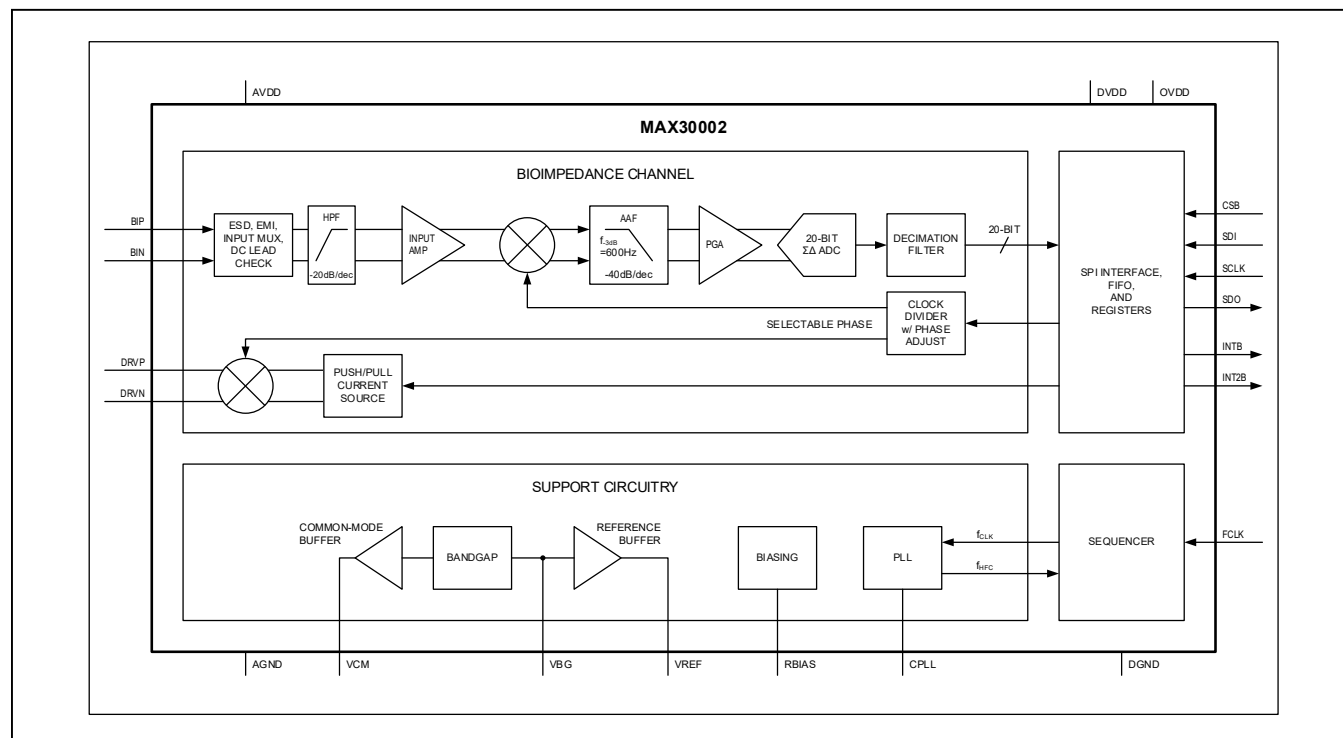 AVDD
DVDD
OVDD
MAX30002
BIOIMPEDANCE CHANNEL
BIP
BIN
ESD, EMI,
INPUT MUX,
DC LEAD
CHECK
HPF
-20dB/dec
INPUT
AMP
AAF
f-3dB
=600Hz
-40dB/dec
PGA
20-BIT
ΣΔ ADC
DECIMATION
FILTER
20-BIT
SPI INTERFACE,
FIFO,
AND
REGISTERS
CSB
SDI
SCLK
SDO
INTB
INT2B
SELECTABLE PHASE
CLOCK
DIVIDER
w/ PHASE
ADJUST
DRVP
DRVN
PUSH/PULL
CURRENT
SOURCE
SUPPORT CIRCUITRY
COMMON-MODE
BUFFER
BANDGAP
REFERENCE
BUFFER
BIASING
PLL
fCLK
fHFC
SEQUENCER
FCLK
AGND
VCM
VBG
VREF
RBIAS
CPLL
DGND